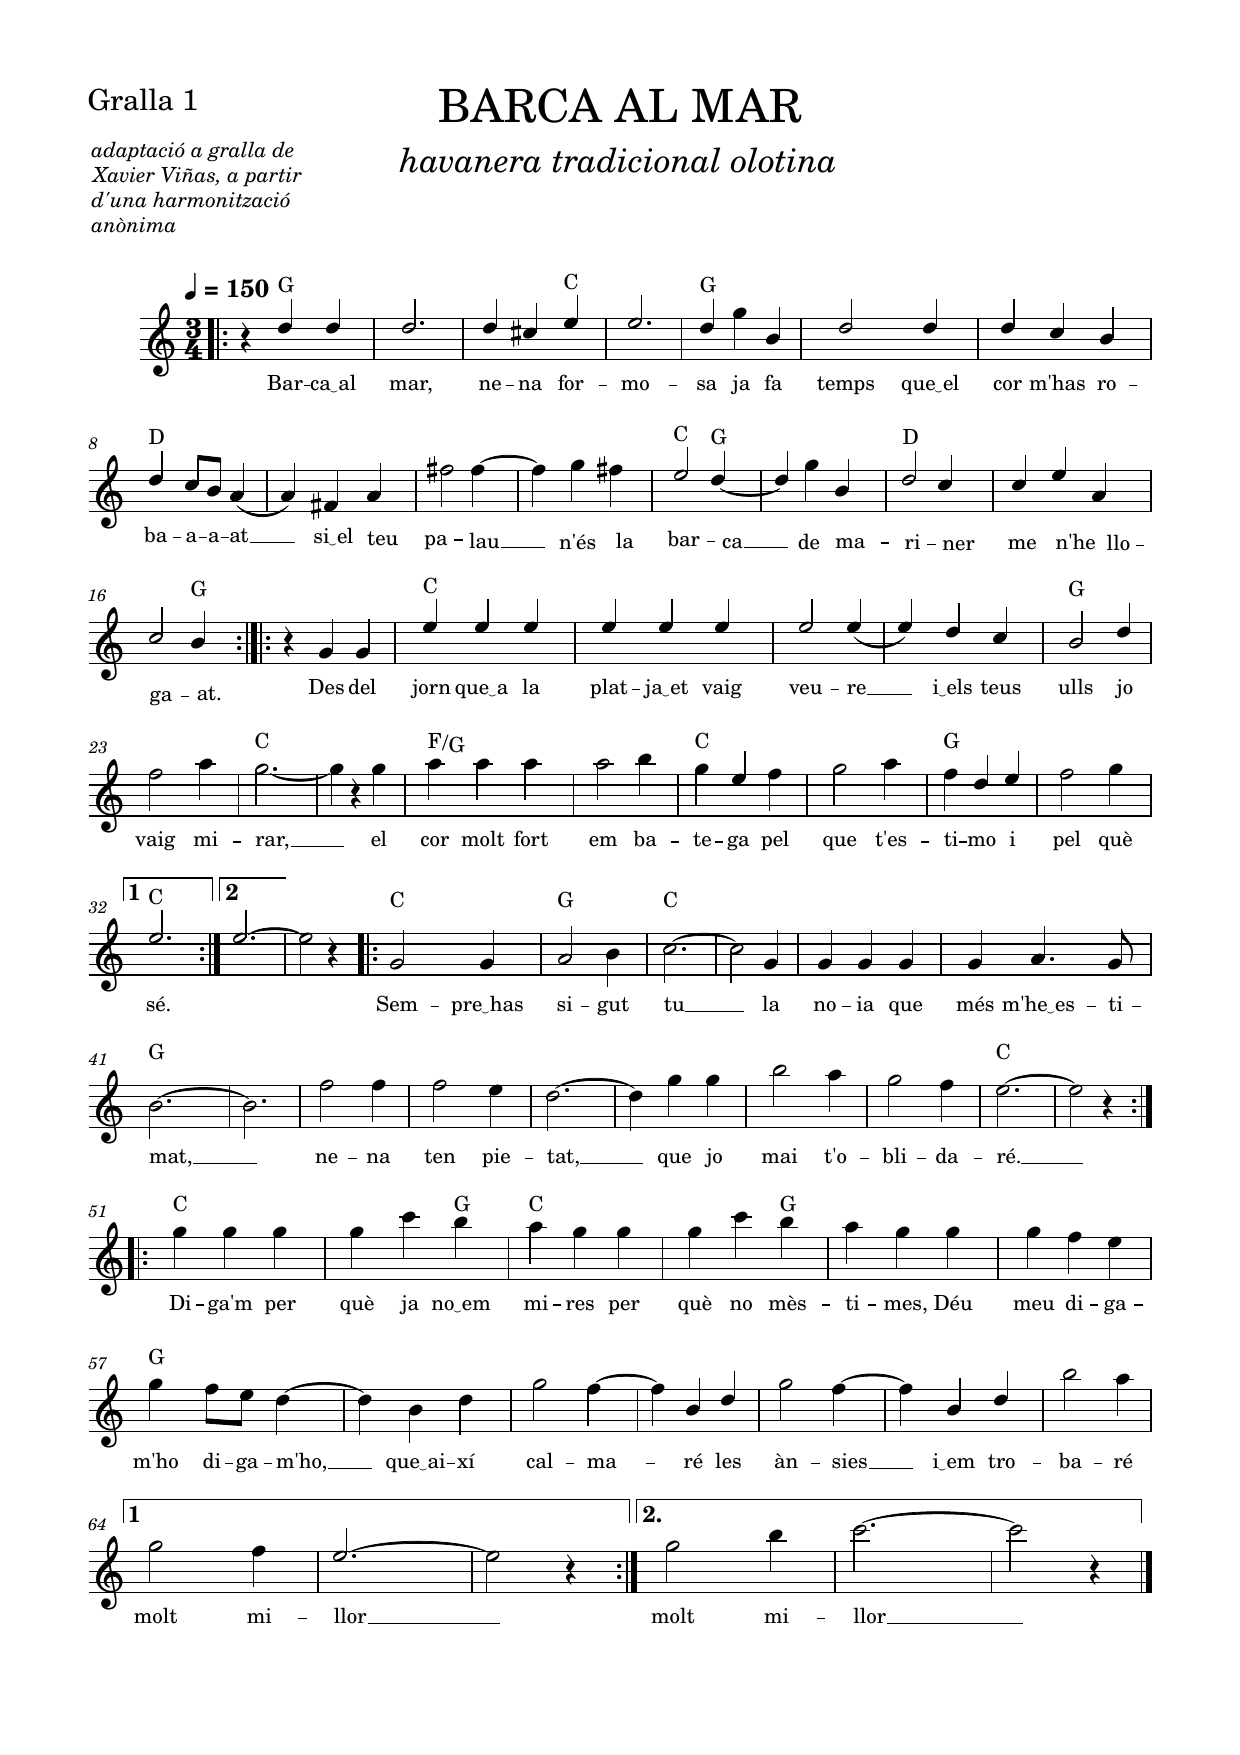 Gralla 1
BARCA AL MAR
adaptació a gralla de
Xavier Viñas, a partir
d'una harmonització
anònima
havanera tradicional olotina
= 150 G C G
3
4
Bar – ca‿al mar, ne – na for – mo – sa ja fa temps que‿el cor m'has ro –
8 D C G D
ba – a – a – at si‿el teu pa – lau n'és la bar – ca de ma – ri – ner me n'he llo –
16 G C G
ga – at. Des del jorn que‿a la plat – ja‿et vaig veu – re i‿els teus ulls jo
23 C F/G C G
vaig mi – rar, el cor molt fort em ba – te – ga pel que t'es – ti – mo i pel què
32 1 C 2 C G C
sé. Sem – pre‿has si – gut tu la no – ia que més m'he‿es – ti –
41 G C
mat, ne – na ten pie – tat, que jo mai t'o – bli – da – ré.
51 C G C G
Di – ga'm per què ja no‿em mi – res per què no mès – ti – mes, Déu meu di – ga –
57 G
m'ho di – ga – m'ho, que‿ai – xí cal – ma – ré les àn – sies i‿em tro – ba – ré
64 1 2.
molt mi – llor molt mi – llor